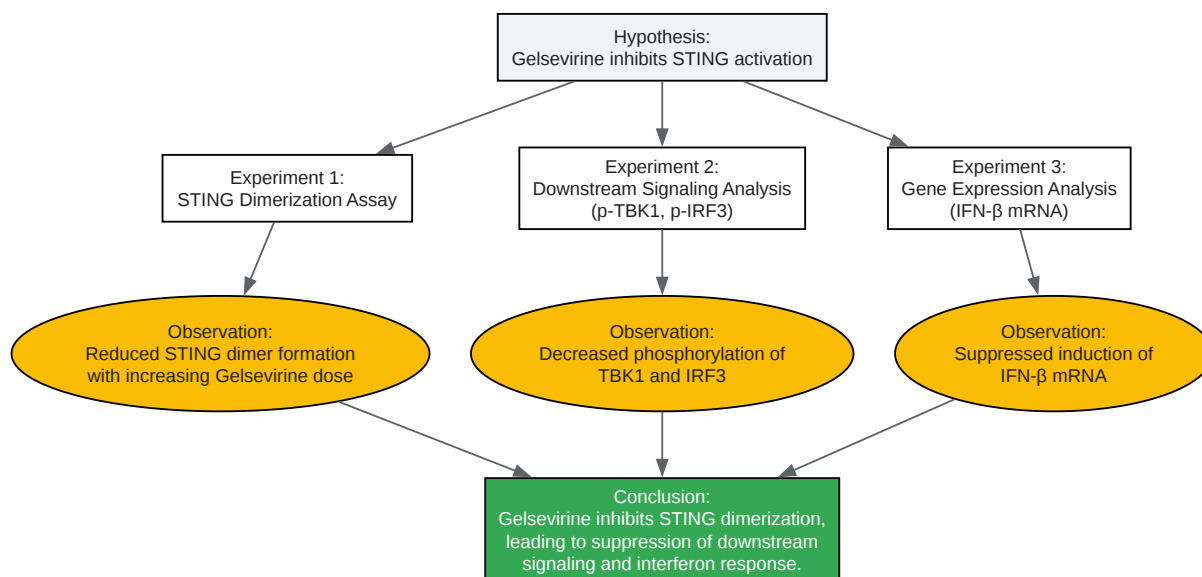 Hypothesis:
Gelsevirine inhibits STING activation
Experiment 1:
STING Dimerization Assay
Experiment 2:
Downstream Signaling Analysis
(p-TBK1, p-IRF3)
Experiment 3:
Gene Expression Analysis
(IFN-β mRNA)
Observation:
Reduced STING dimer formation
with increasing Gelsevirine dose
Observation:
Decreased phosphorylation of
TBK1 and IRF3
Observation:
Suppressed induction of
IFN-β mRNA
Conclusion:
Gelsevirine inhibits STING dimerization,
leading to suppression of downstream
signaling and interferon response.